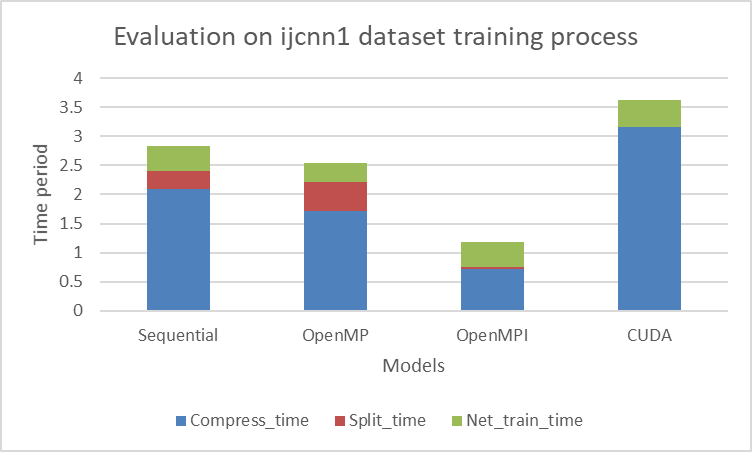 Evaluation on ijcnn1 dataset training process
4
3.5
3
2.5
2
1.5
1
0.5
0
Time period
Sequential OpenMP OpenMPI CUDA
Models
Compress_time Split_time Net_train_time